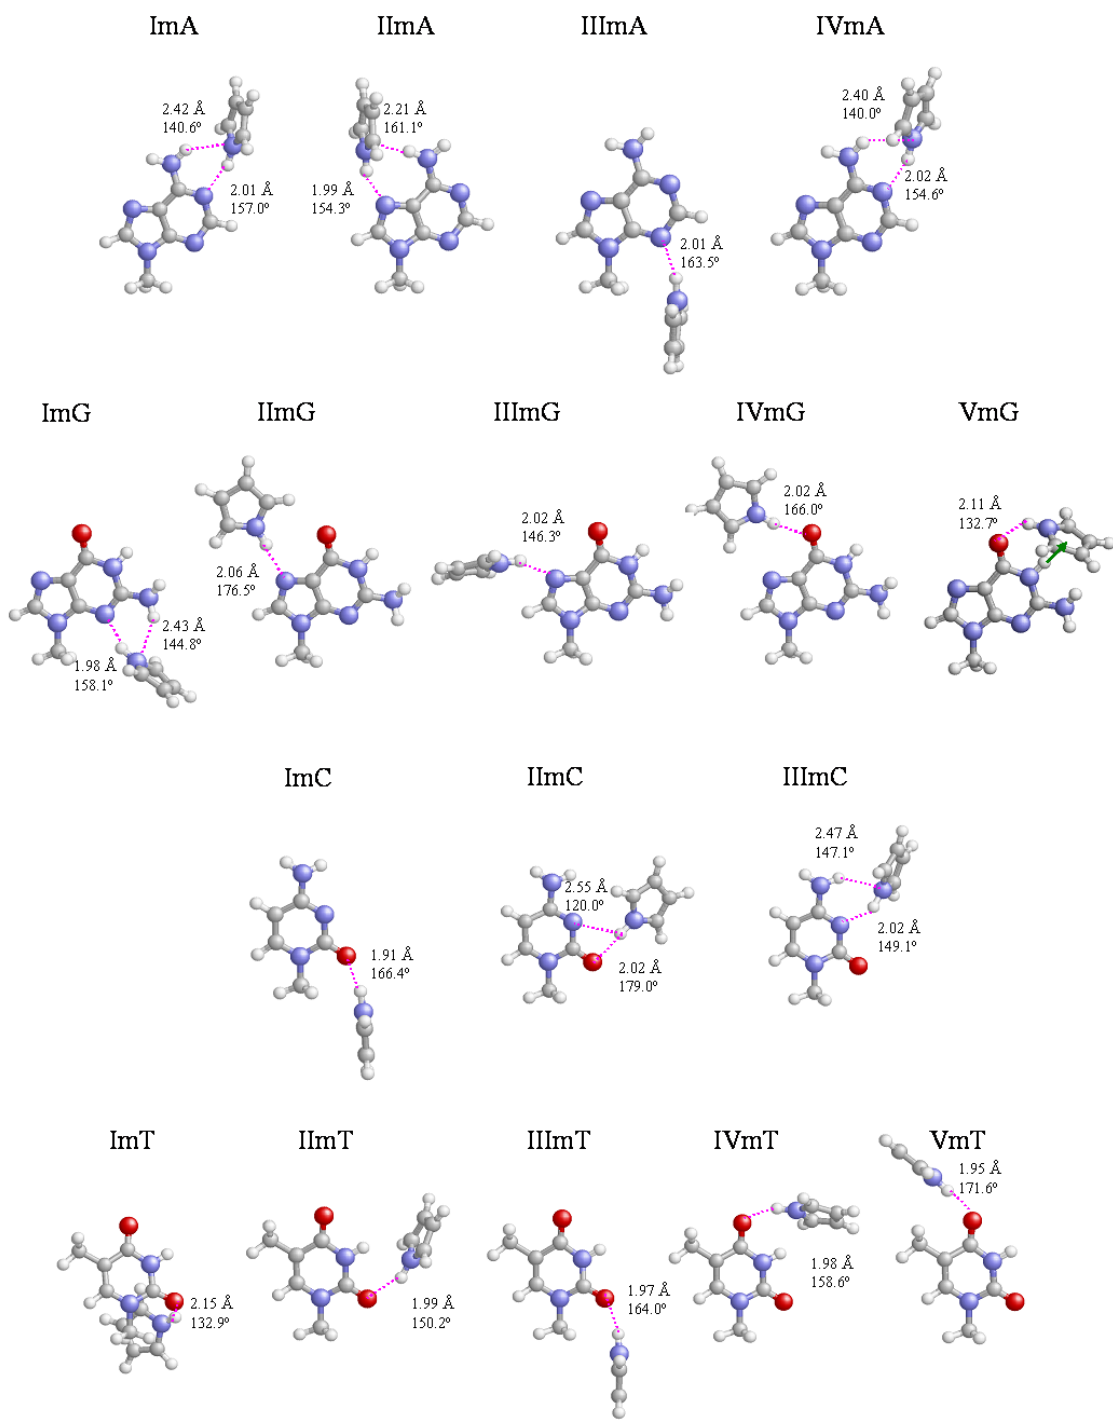 ImA IImA IIImA IVmA
2.42 Å
140.6º
2.01 Å
157.0º
2.21 Å
161.1º
1.99 Å
154.3º
2.01 Å
163.5º
2.40 Å
140.0º
2.02 Å
154.6º
ImG IImG IIImG IVmG VmG
2.43 Å
144.8º
1.98 Å
158.1º
2.06 Å
176.5º
2.02 Å
146.3º
2.02 Å
166.0º
2.11 Å
132.7º
ImC IImC IIImC
1.91 Å
166.4º
2.55 Å
120.0º
2.02 Å
179.0º
2.47 Å
147.1º
2.02 Å
149.1º
ImT IImT IIImT IVmT VmT
2.15 Å
132.9º
1.99 Å
150.2º
1.97 Å
164.0º
1.98 Å
158.6º
1.95 Å
171.6º